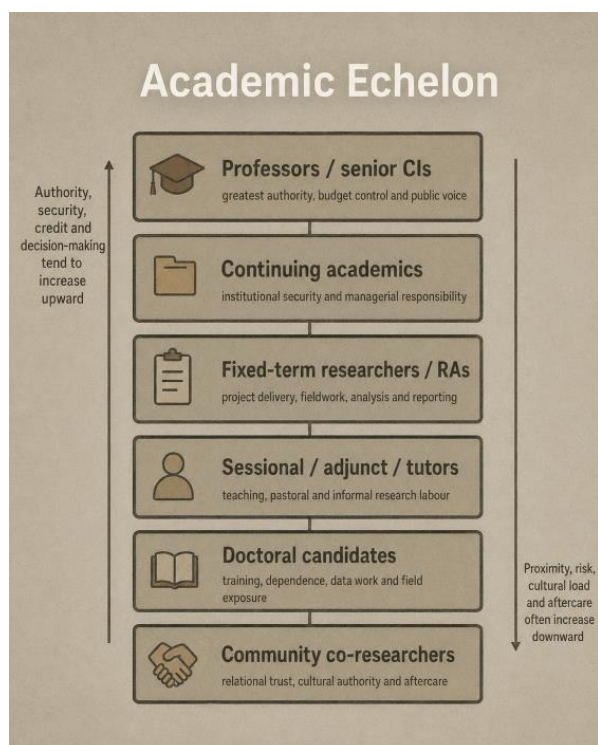 Academic Echelon
Authority,
security,
credit and
decision-making
tend to
increase
upward
Professors / senior CIs
greatest authority, budget control and public voice
Continuing academics
institutional security and managerial responsibility
Fixed-term researchers / RAs
project delivery, fieldwork, analysis and reporting
Sessional / adjunct / tutors
teaching, pastoral and informal research labour
Doctoral candidates
training, dependence, data work and field
exposure
Community co-researchers
relational trust, cultural authority and aftercare
Proximity, risk,
cultural load
and aftercare
often increase
downward